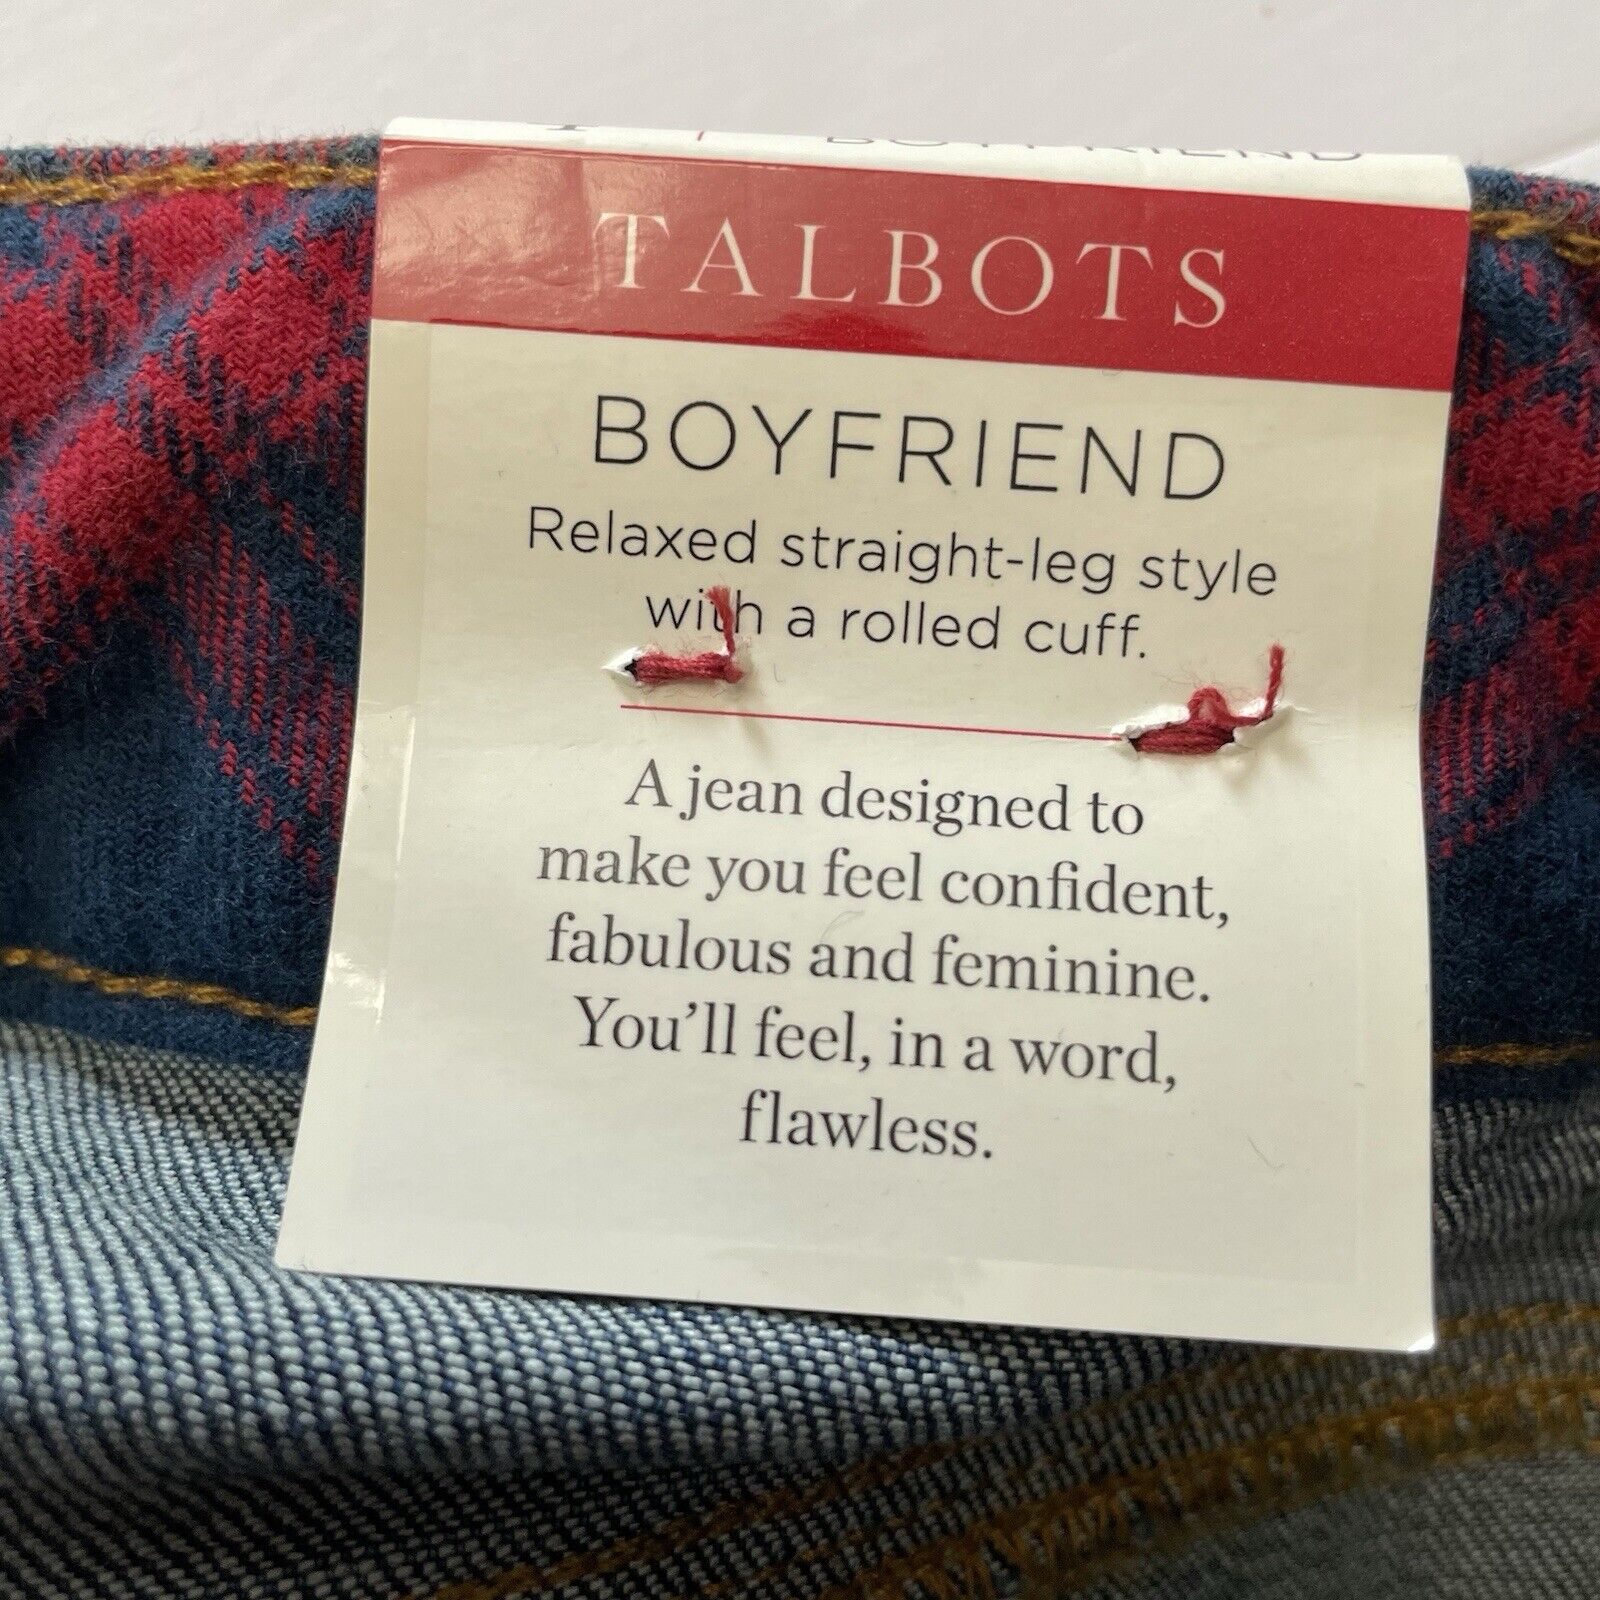 BOYFRIEND
TALBOTS
BOYFRIEND
Relaxed straight-leg style
with a rolled cuff.
A jean designed to
make you feel confident,
fabulous and feminine.
You'll feel, in a word,
flawless.